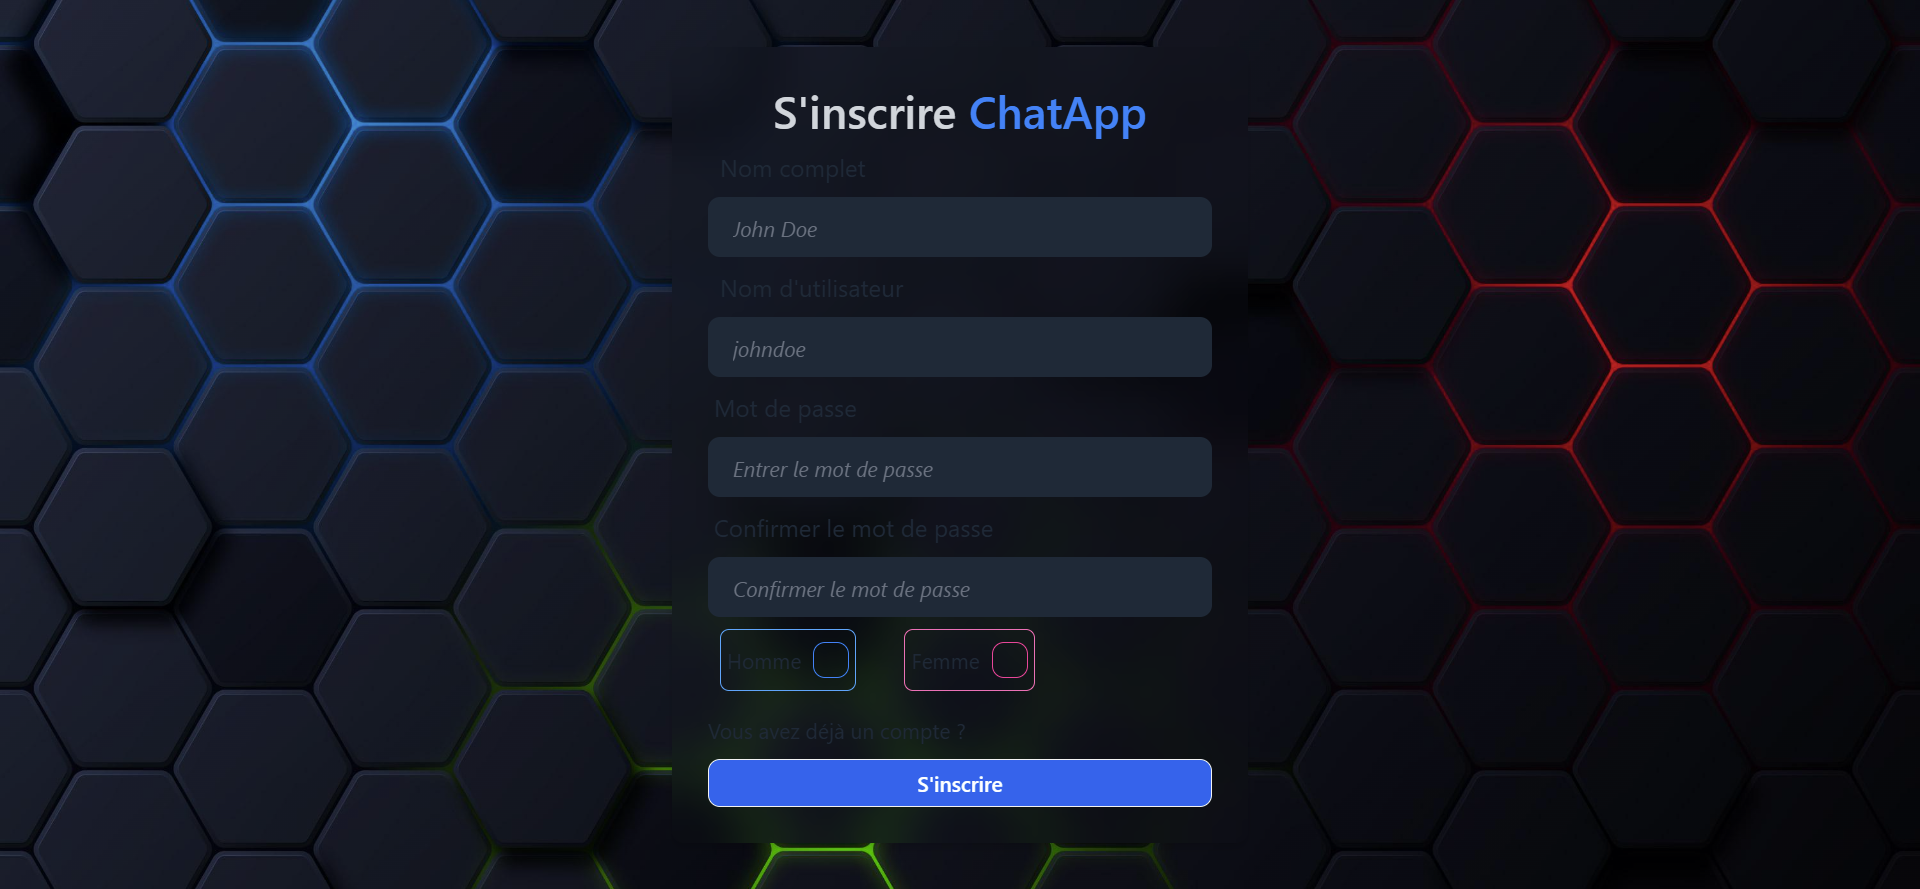 S'inscrire ChatApp
Nom complet
John Doe
Nom d'utilisateur
johndoe
Mot de passe
Entrer le mot de passe
Confirmer le mot de passe
Confirmer le mot de passe
Homme Femme
Vous avez déjà un compte ?
S'inscrire